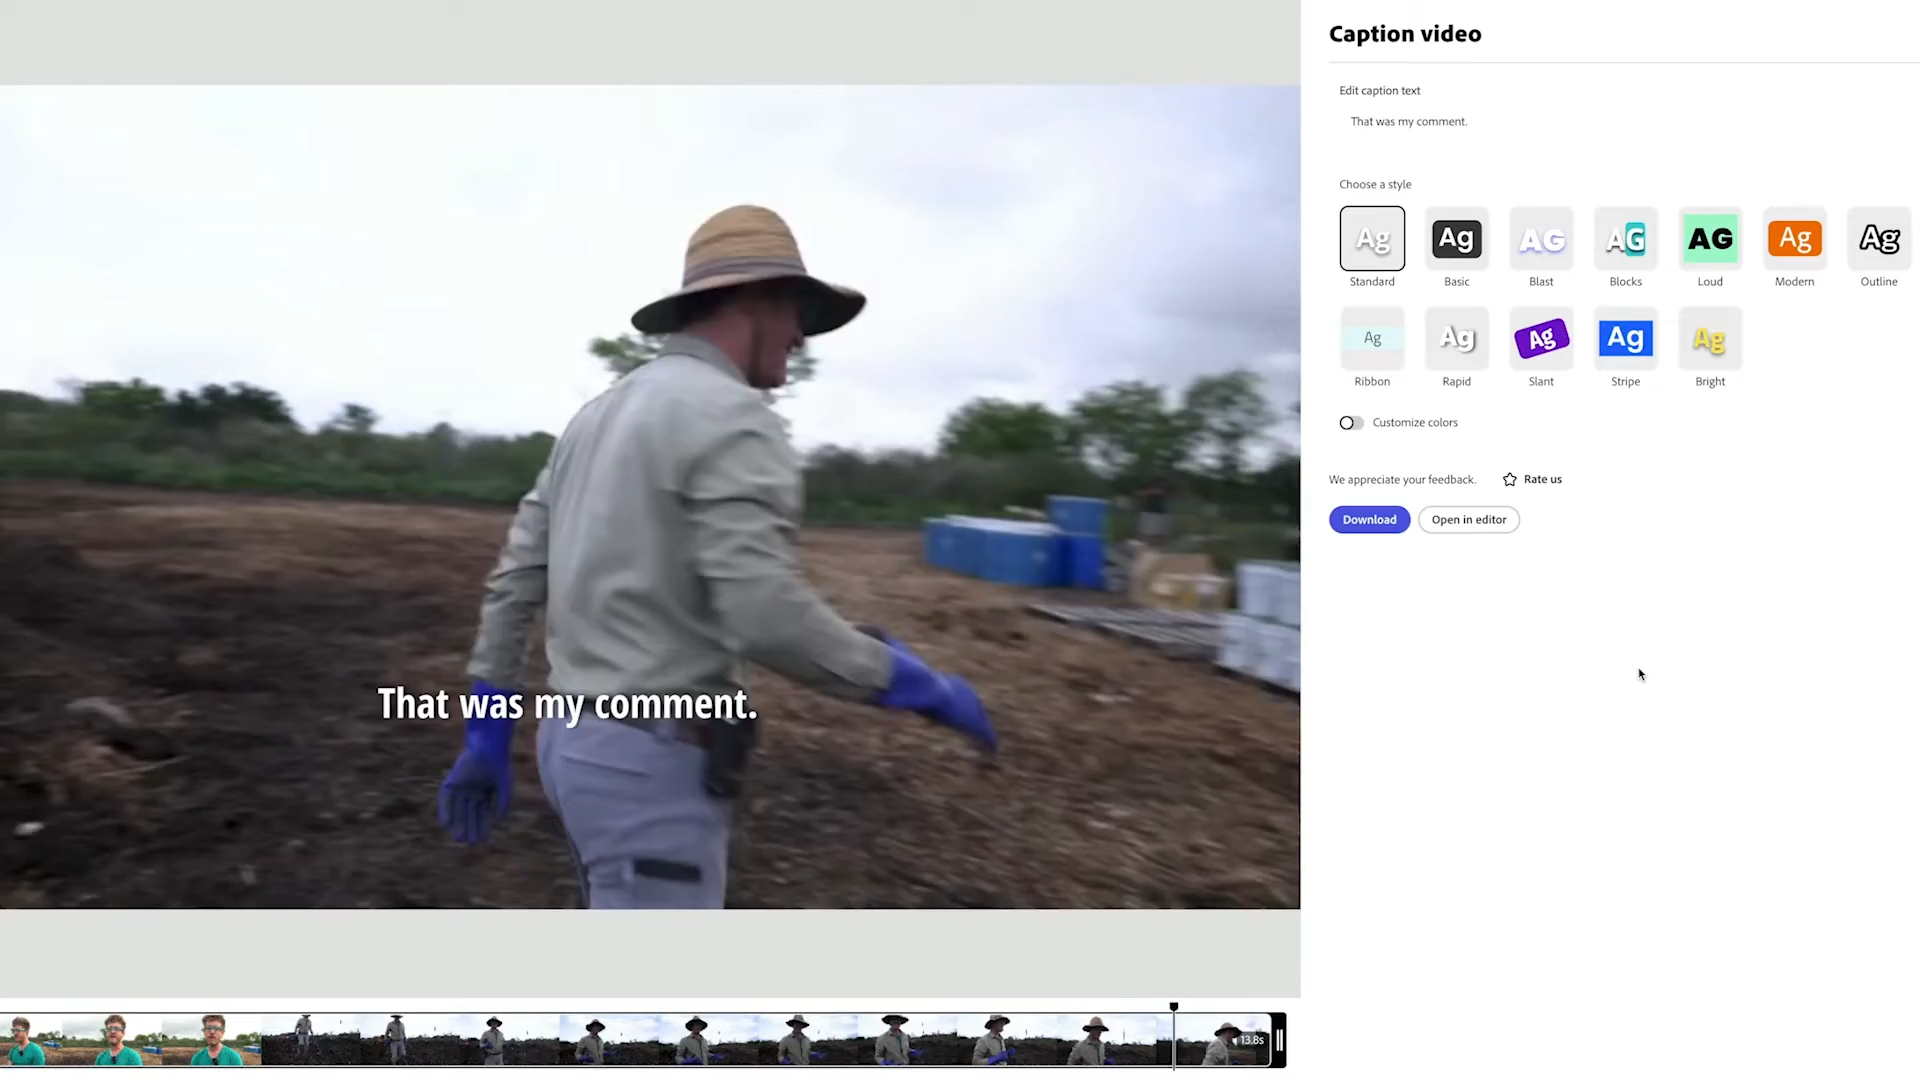 Caption video
Edit caption text
That was my comment.
Choose a style
Ag Ag AG AG AG Ag Ag
Standard Basic Blast Blocks Loud Modern Outline
Ag Ag Ag Ag Ag
Ribbon Rapid Slant Stripe Bright
Customize colors
We appreciate your feedback. Rate us
Download Open in editor
That was my comment.
13.8s